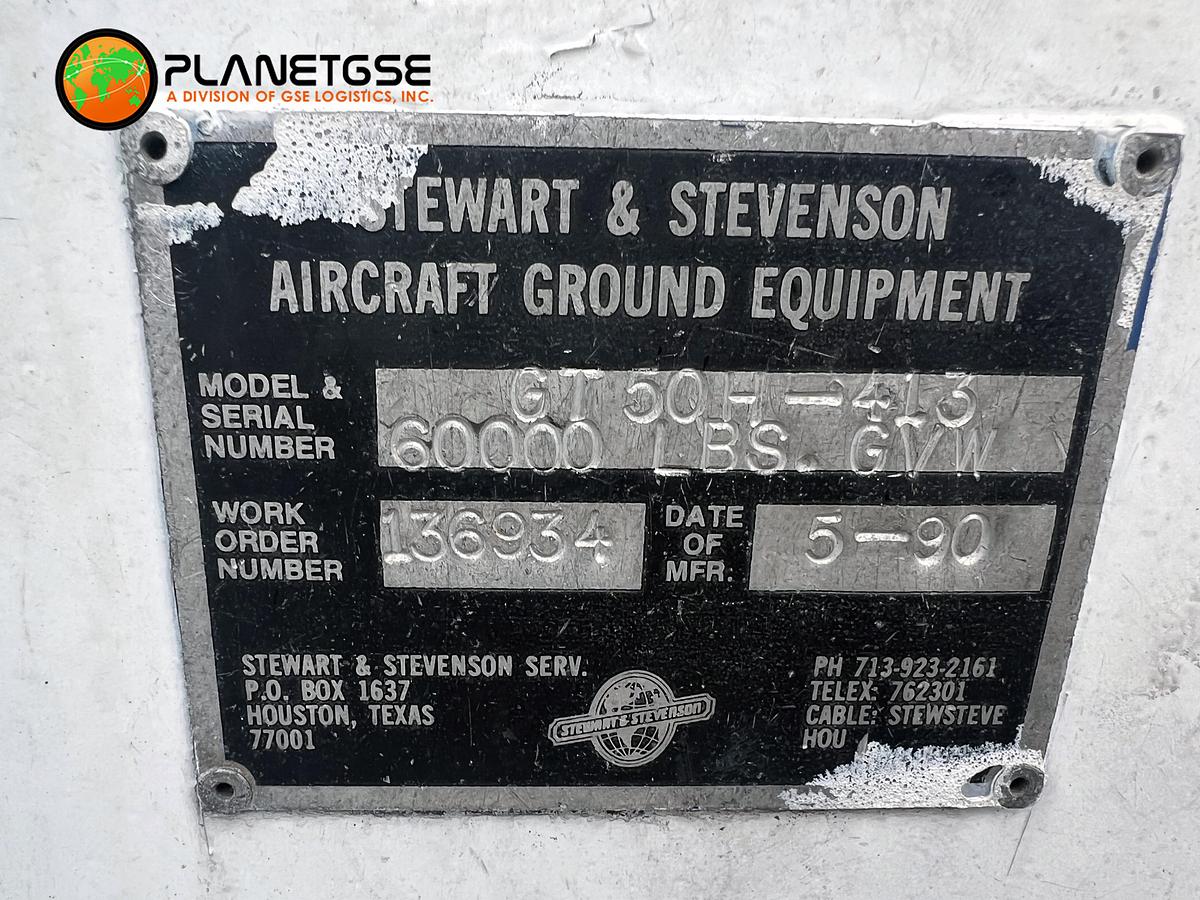 PLANETGSE
A DIVISION OF GSE LOGISTICS, INC.
STEWART & STEVENSON
AIRCRAFT GROUND EQUIPMENT
MODEL &
SERIAL
NUMBER
GT50H-413
60000 LBS. GVW
WORK
ORDER
NUMBER
136934
DATE
OF
MFR.
5-90
STEWART & STEVENSON SERV.
P.O. BOX 1637
HOUSTON, TEXAS
77001
STEWART & STEVENSON
PH 713-923-2161
TELEX: 762301
CABLE: STEWSTEVE
HOU